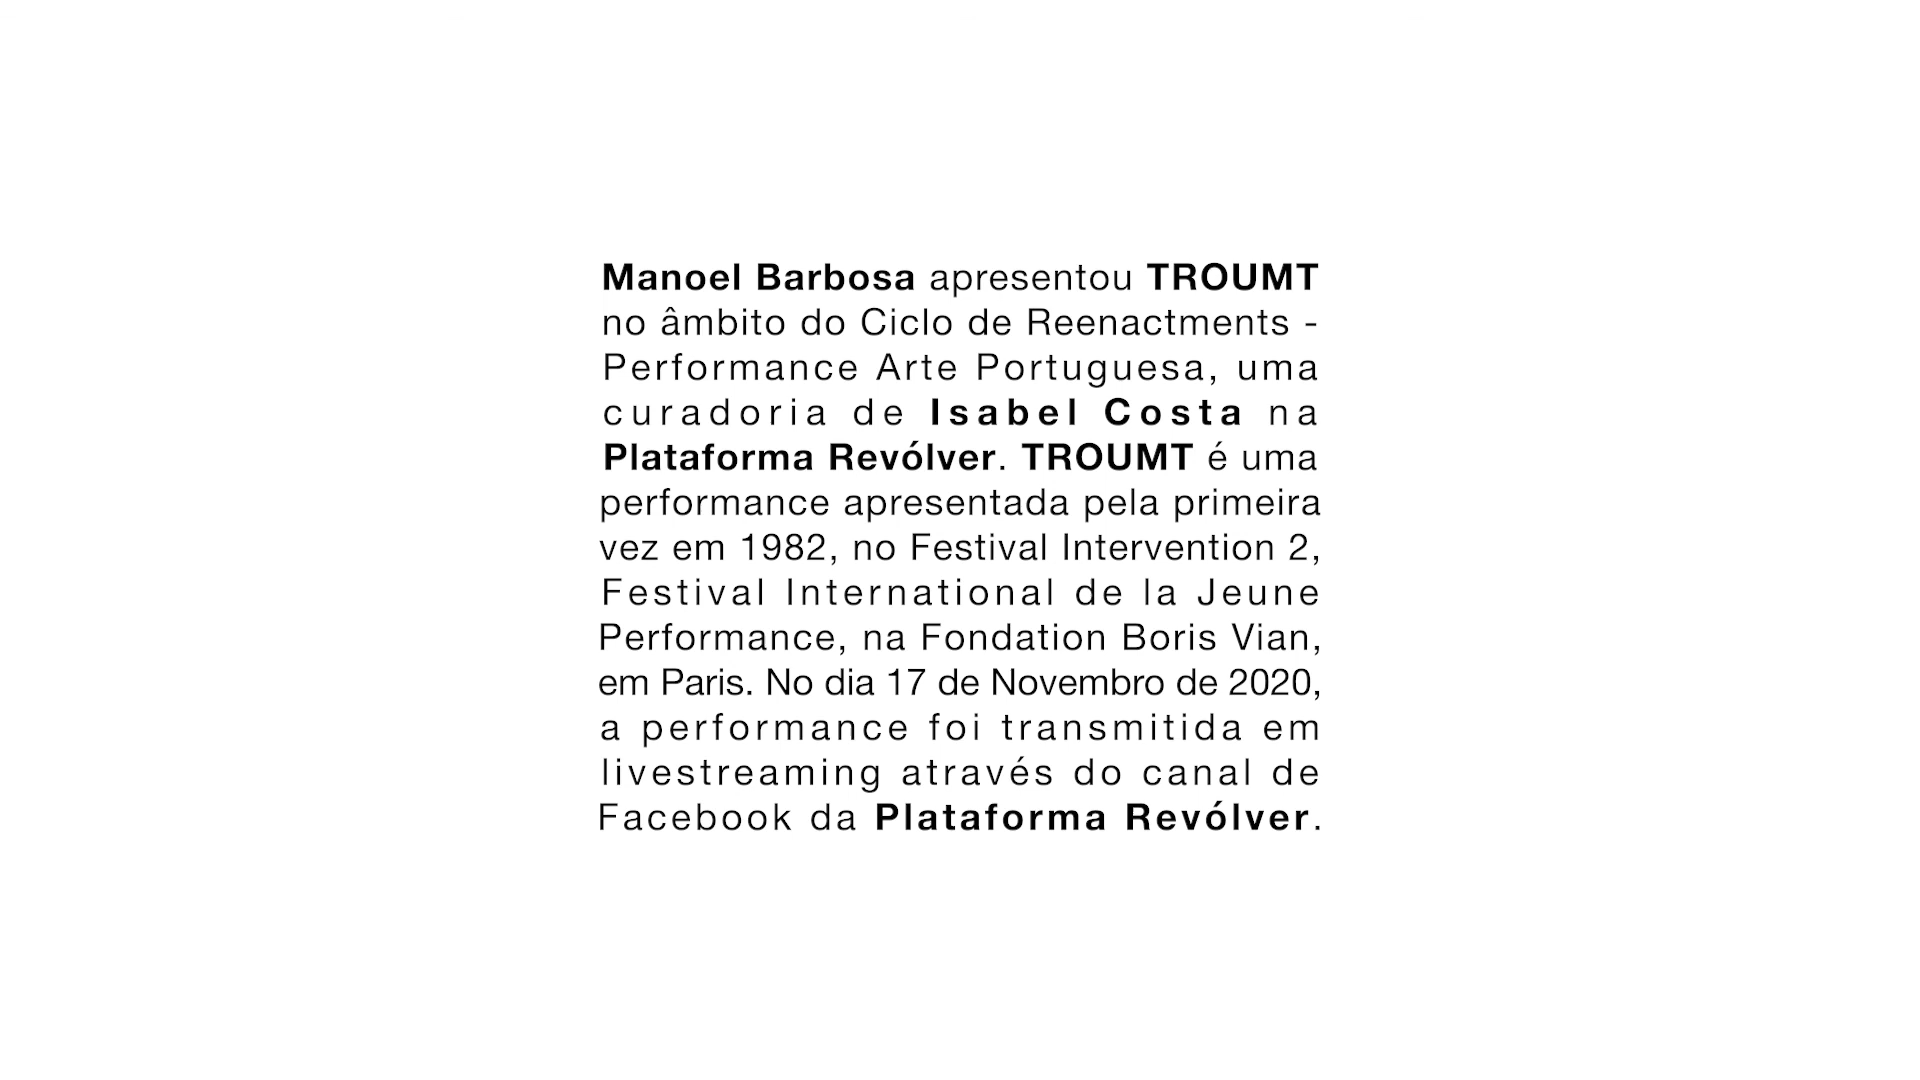 Manoel Barbosa apresentou TROUMT
no âmbito do Ciclo de Reenactments -
Performance Arte Portuguesa, uma
curadoria de Isabel Costa na
Plataforma Revólver. TROUMT é uma
performance apresentada pela primeira
vez em 1982, no Festival Intervention 2,
Festival International de la Jeune
Performance, na Fondation Boris Vian,
em Paris. No dia 17 de Novembro de 2020,
a performance foi transmitida em
livestreaming através do canal de
Facebook da Plataforma Revólver.